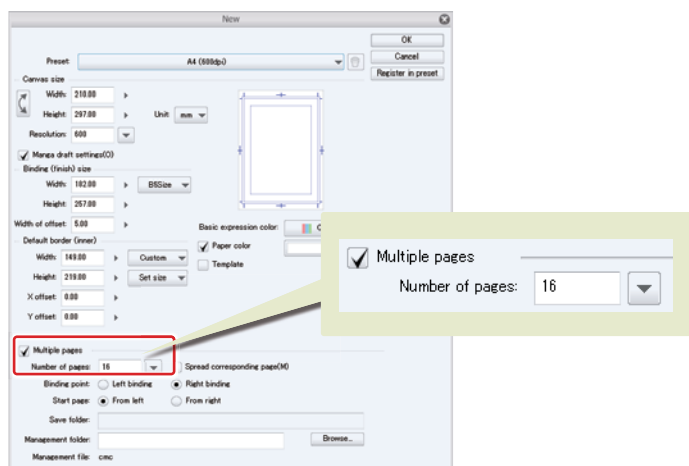 New
OK
Preset: A4 (600dpi)
Cancel
Register in preset
Canvas size
Width: 210.00
Height: 297.00 Unit: mm
Resolution: 600
Manga draft settings(O)
Binding (finish) size
Width: 182.00 B5Size
Height: 257.00
Width of offset: 5.00
Basic expression color: C
Default border (inner)
Paper color
Width: 149.00 Custom
Template
Height: 219.00 Set size
X offset: 0.00
Y offset: 0.00
Multiple pages
Number of pages: 16
Multiple pages
Number of pages: 16 Spread corresponding page(M)
Binding point: Left binding Right binding
Start page: From left From right
Save folder:
Management folder: Browse...
Management file: cmc